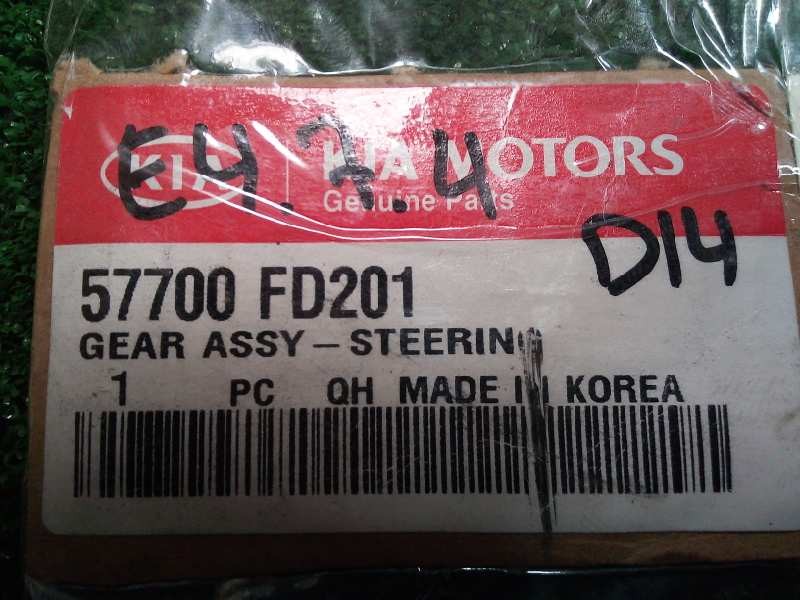 KIA KIA MOTORS
Genuine Parts
E4.7.4
D14
57700 FD201
GEAR ASSY - STEERING
1 PC QH MADE IN KOREA